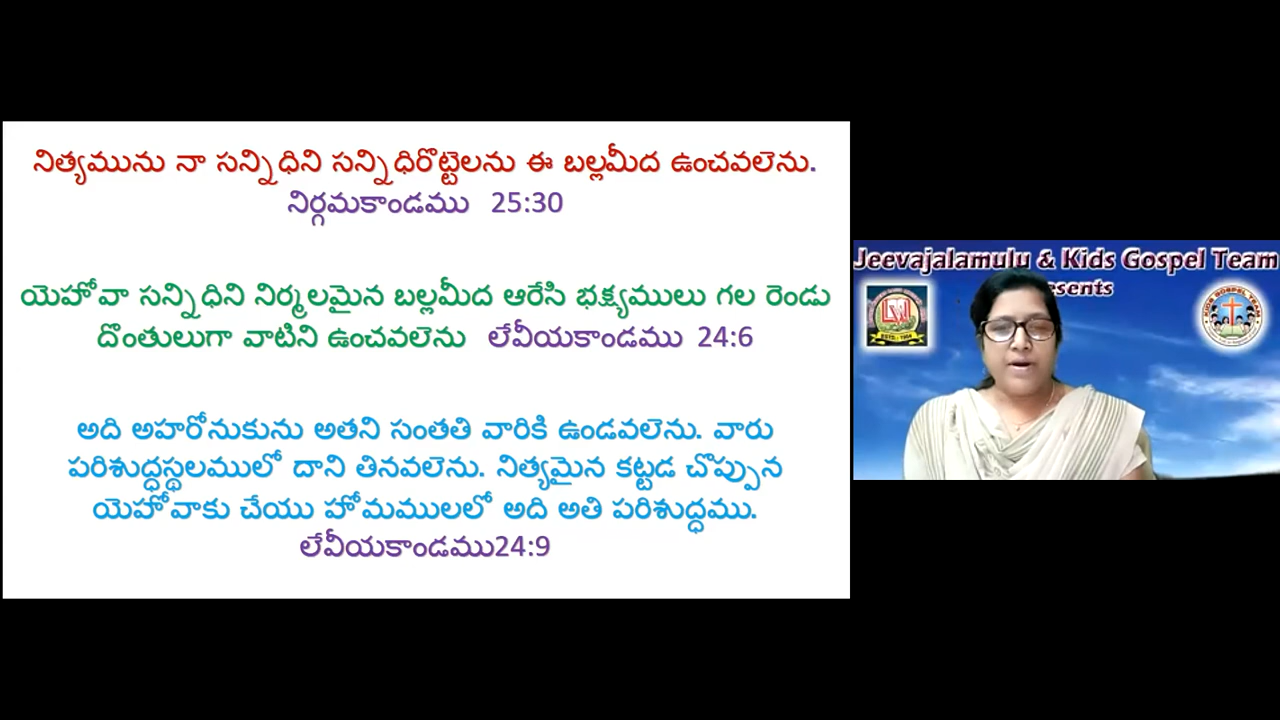 నిత్యమును నా సన్నిధిని సన్నిధిరొట్టెలను ఈ బల్లమీద ఉంచవలెను.
నిర్గమకాండము 25:30
యెహోవా సన్నిధిని నిర్మలమైన బల్లమీద ఆరేసి భక్ష్యములు గల రెండు
దొంతులుగా వాటిని ఉంచవలెను లేవీయకాండము 24:6
అది అహరోనుకును అతని సంతతి వారికి ఉండవలెను. వారు
పరిశుద్ధస్థలములో దాని తినవలెను. నిత్యమైన కట్టడ చొప్పున
యెహోవాకు చేయు హోమములలో అది అతి పరిశుద్ధము.
లేవీయకాండము24:9
Jeevajalamulu & Kids Gospel Team
esents